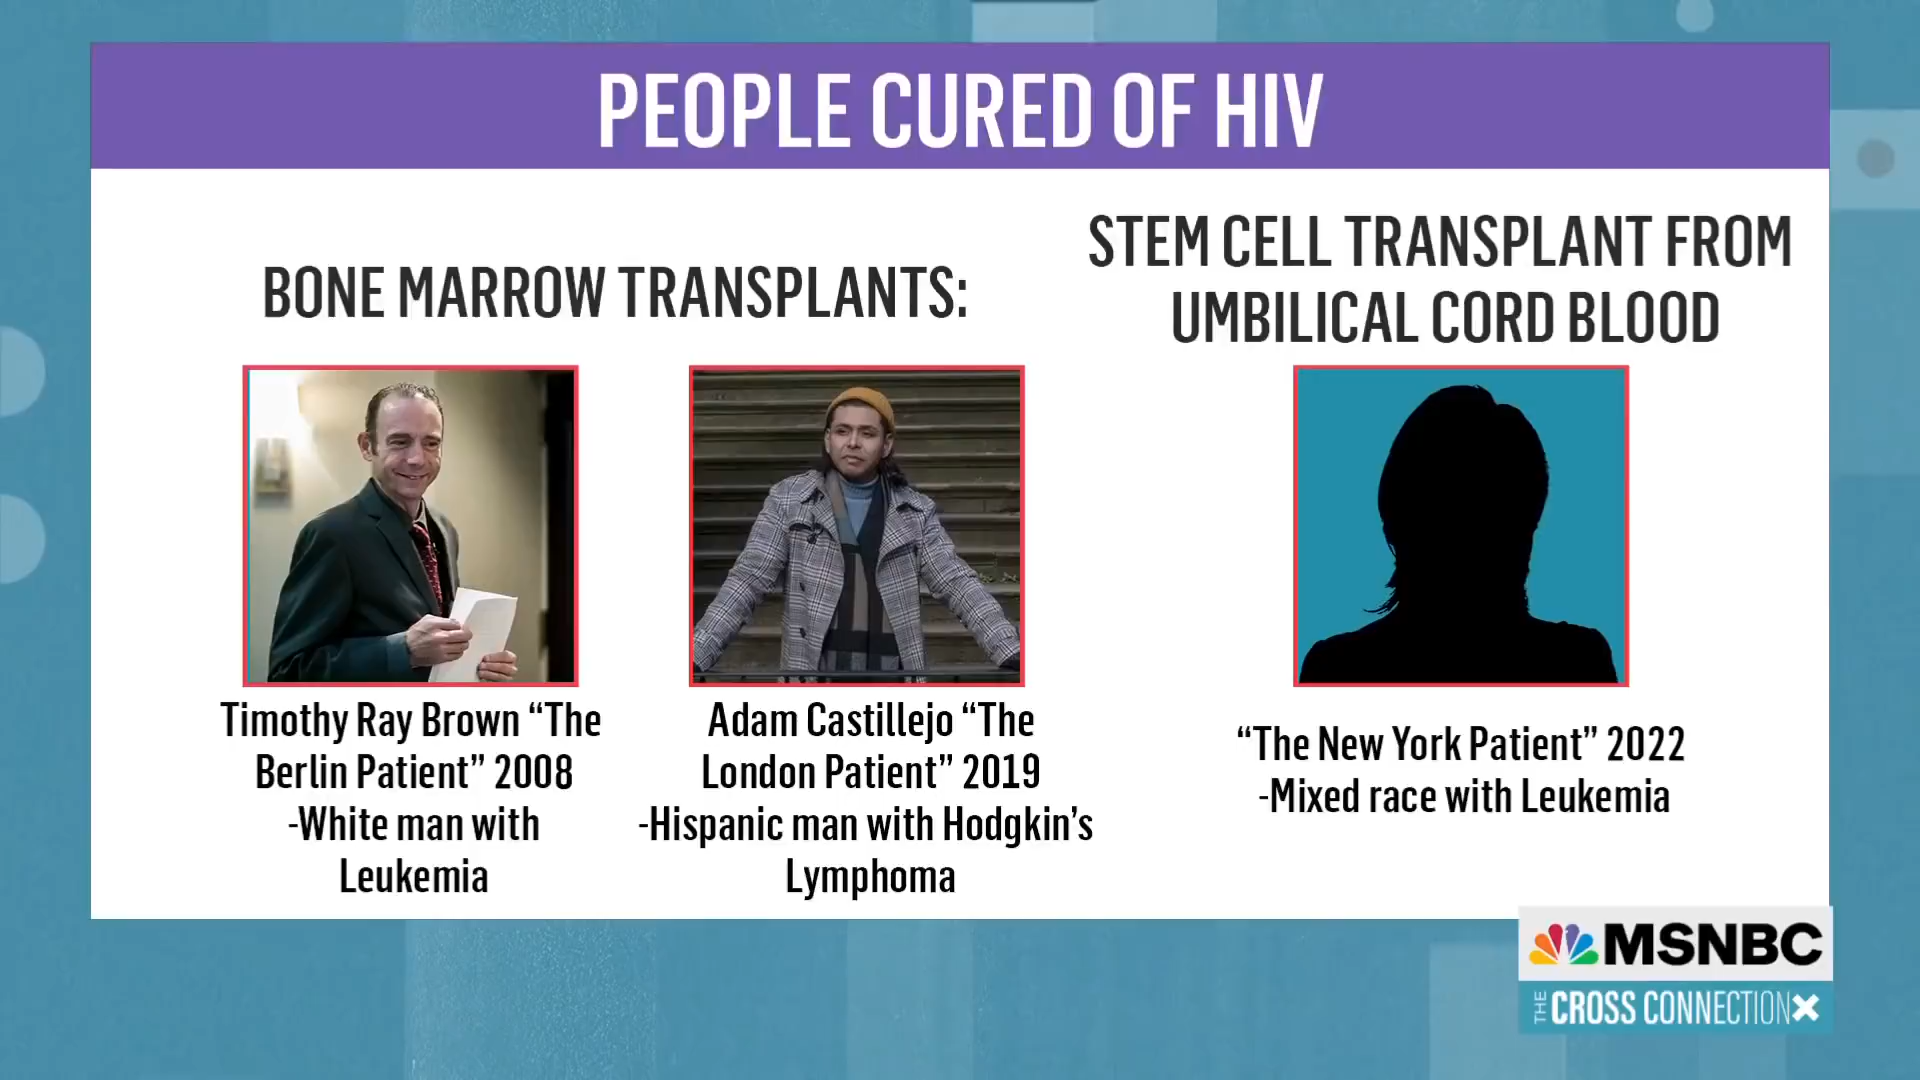 PEOPLE CURED OF HIV
BONE MARROW TRANSPLANTS:
STEM CELL TRANSPLANT FROM
UMBILICAL CORD BLOOD
Timothy Ray Brown “The
Berlin Patient” 2008
-White man with
Leukemia
Adam Castillejo “The
London Patient” 2019
-Hispanic man with Hodgkin’s
Lymphoma
“The New York Patient” 2022
-Mixed race with Leukemia
MSNBC
THE CROSS CONNECTION